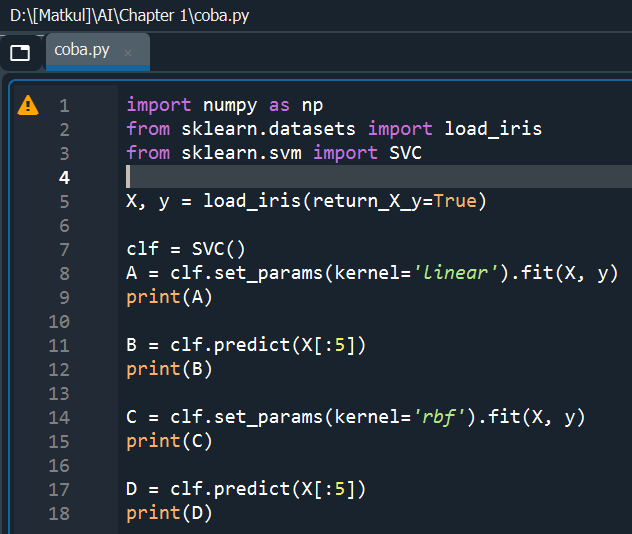 D:\[Matkul]\AI\Chapter 1\coba.py
coba.py ×
1 import numpy as np
2 from sklearn.datasets import load_iris
3 from sklearn.svm import SVC
4
5 X, y = load_iris(return_X_y=True)
6
7 clf = SVC()
8 A = clf.set_params(kernel='linear').fit(X, y)
9 print(A)
10
11 B = clf.predict(X[:5])
12 print(B)
13
14 C = clf.set_params(kernel='rbf').fit(X, y)
15 print(C)
16
17 D = clf.predict(X[:5])
18 print(D)